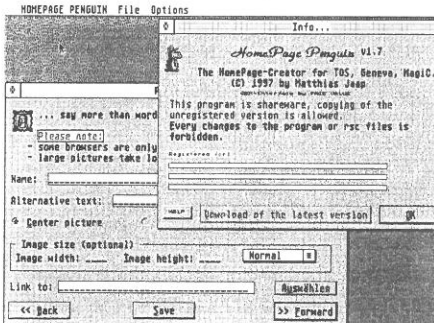 HOMEPAGE PENGUIN File Options
Info...
HomePage Penguin v1.7
The HomePage-Creator for TOS, Geneva, MagiC.
(C) 1997 by Matthias Jaap
This program is shareware, copying of the
unregistered version is allowed.
Every changes to the program or rsc files is
forbidden.
Registered
HELP
Download of the latest version
OK
... say more than word
Please note:
- some browsers are only
- large pictures take lo
Name:
Alternative text:
Center picture
Image size (optional)
Image width: Image height: Normal
Link to: Auswählen
<< Back Save >> Forward